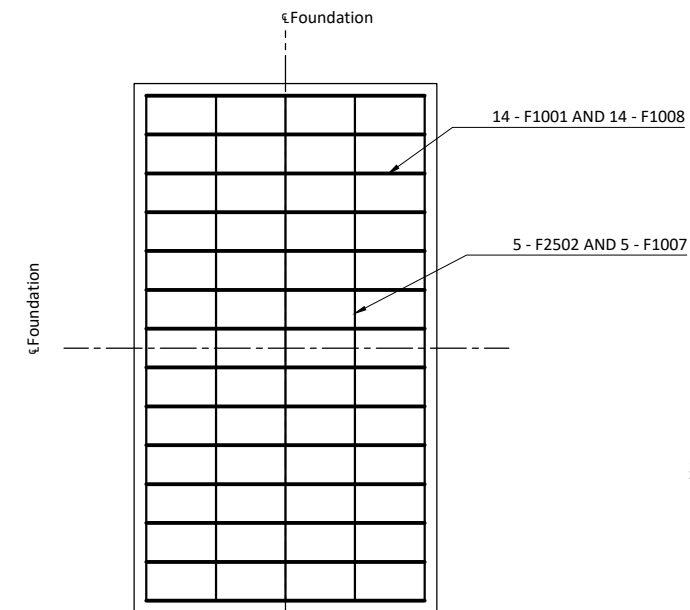 ℄Foundation
14 - F1001 AND 14 - F1008
5 - F2502 AND 5 - F1007
℄Foundation